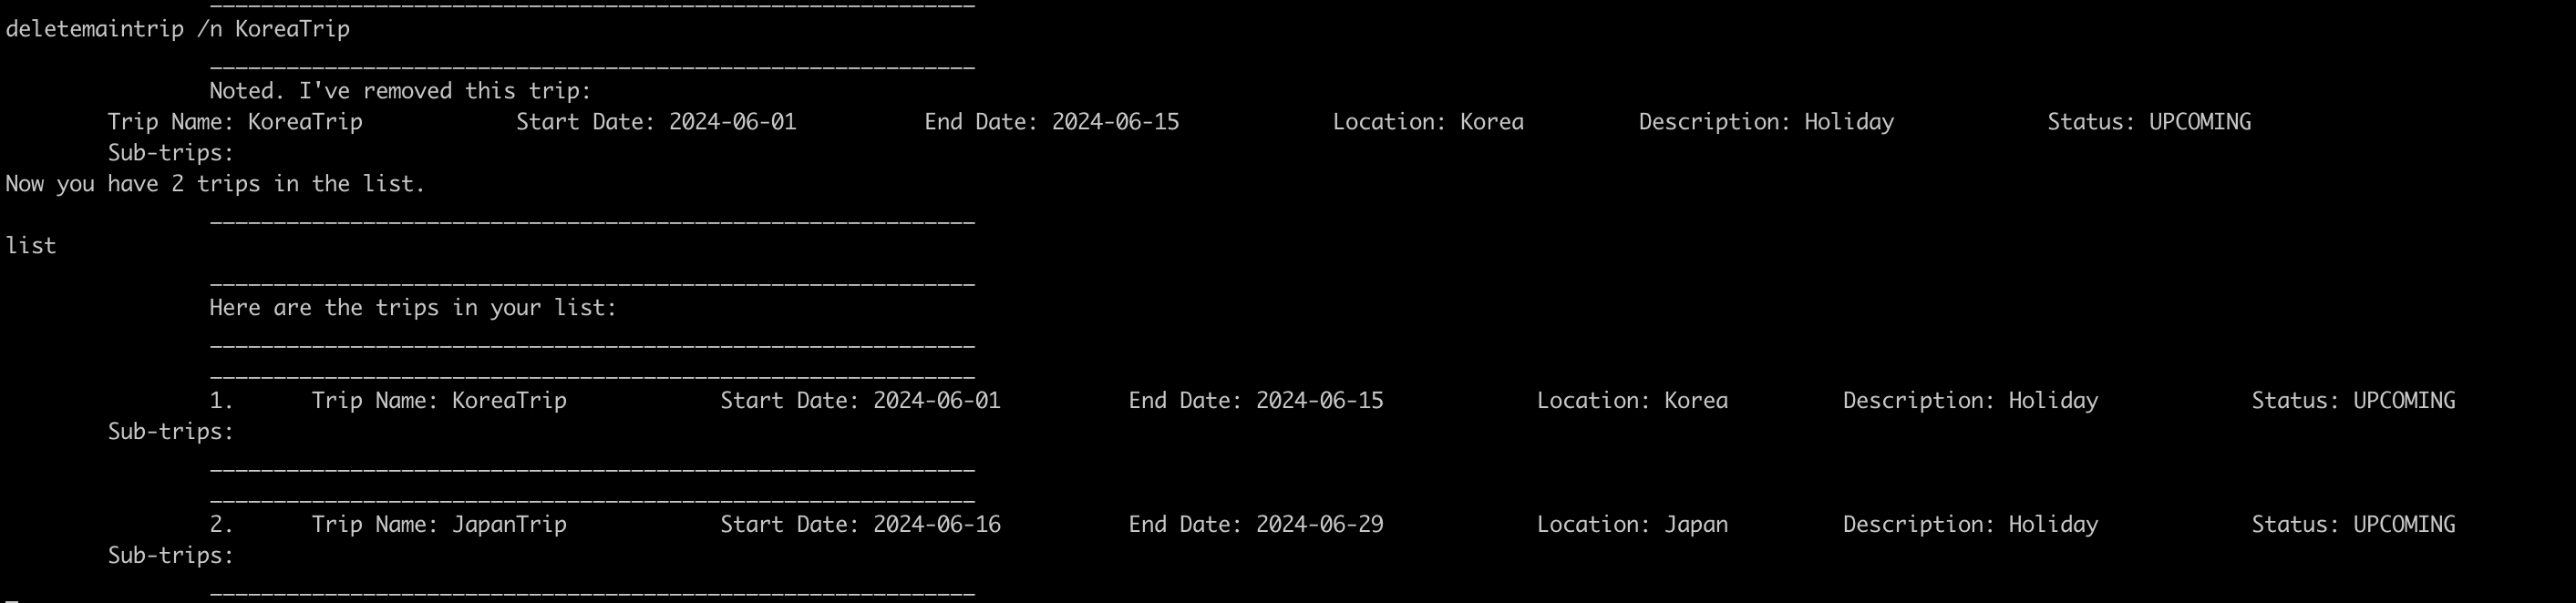 ____________________________________________________________
deletemaintrip /n KoreaTrip
____________________________________________________________
Noted. I've removed this trip:
Trip Name: KoreaTrip            Start Date: 2024-06-01          End Date: 2024-06-15            Location: Korea         Description: Holiday            Status: UPCOMING
Sub-trips:
Now you have 2 trips in the list.
____________________________________________________________
list
____________________________________________________________
Here are the trips in your list:
____________________________________________________________
____________________________________________________________
1.      Trip Name: KoreaTrip            Start Date: 2024-06-01          End Date: 2024-06-15            Location: Korea         Description: Holiday            Status: UPCOMING
Sub-trips:
____________________________________________________________
____________________________________________________________
2.      Trip Name: JapanTrip            Start Date: 2024-06-16          End Date: 2024-06-29            Location: Japan         Description: Holiday            Status: UPCOMING
Sub-trips:
____________________________________________________________